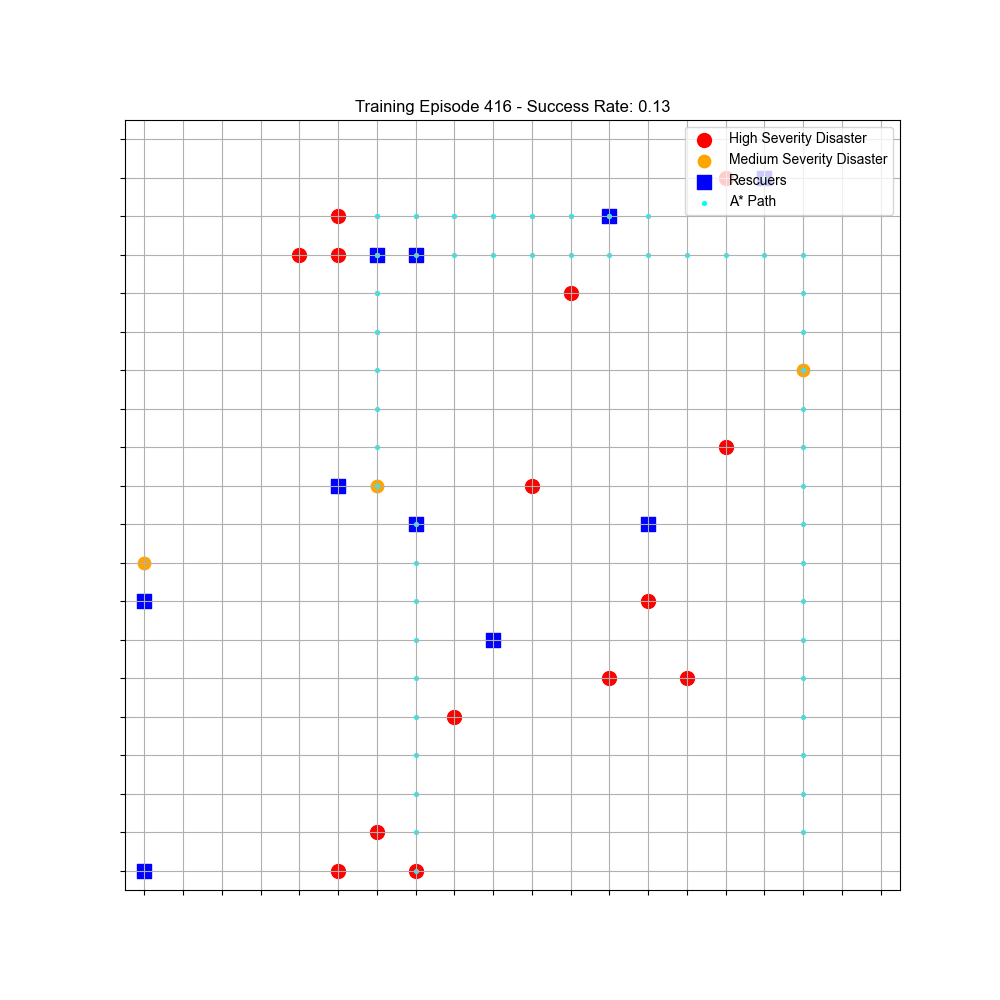 Training Episode 416 - Success Rate: 0.13
High Severity Disaster
Medium Severity Disaster
Rescuers
A* Path